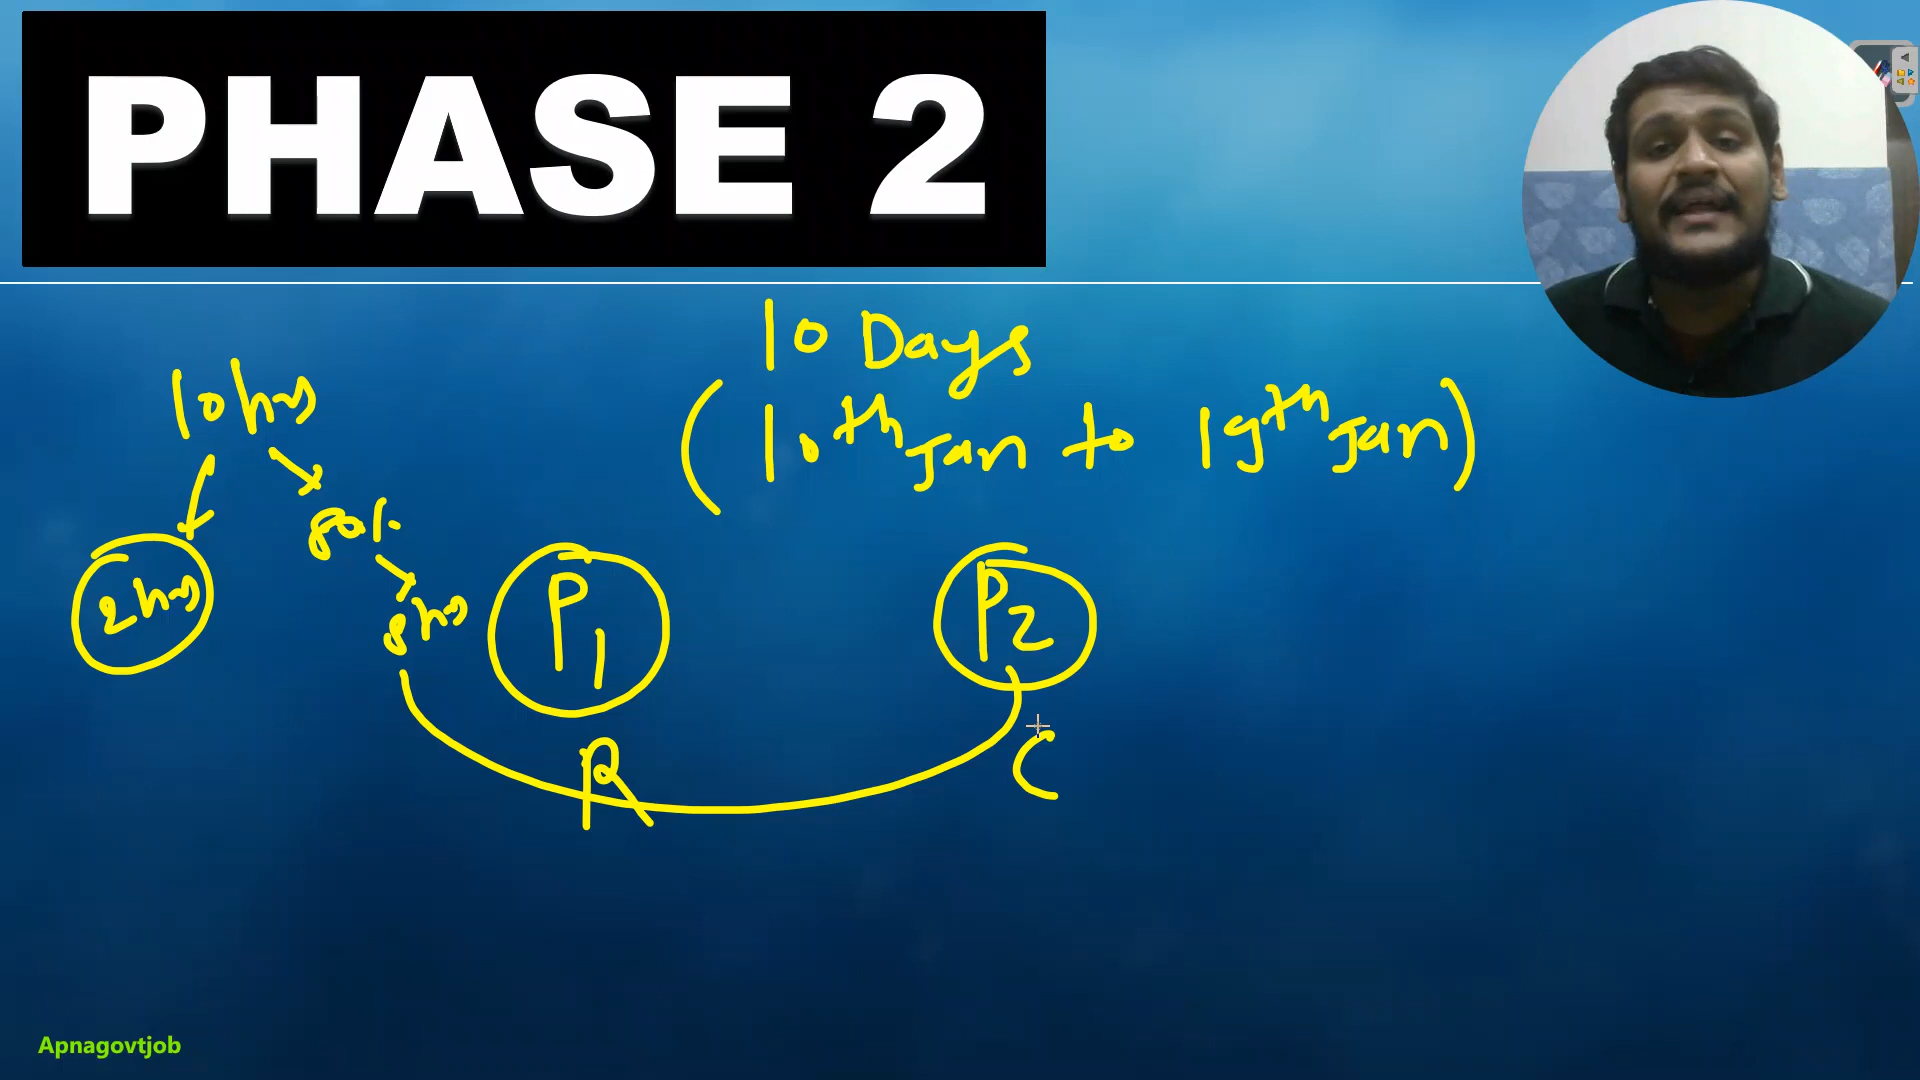 PHASE 2
10 Days
(10th Jan to 19th Jan)
10 hrs
80%
2 hrs
8 hrs
P1
P2
R
C
Apnagovtjob